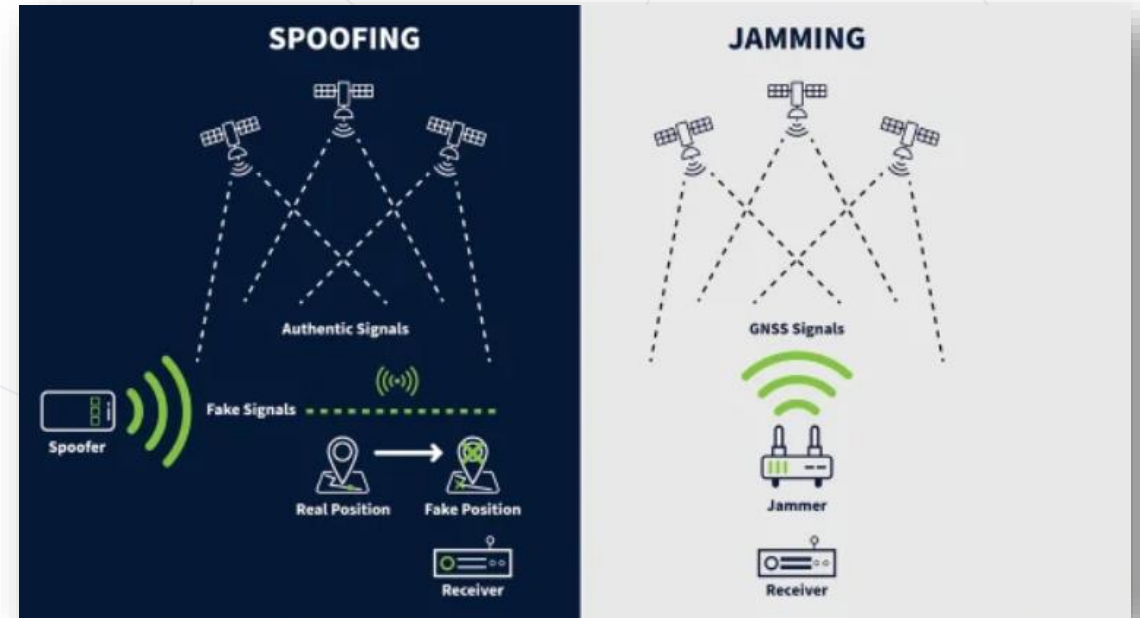 SPOOFING
Authentic Signals
Fake Signals
Spoofer
Real Position
Fake Position
Receiver
JAMMING
GNSS Signals
Jammer
Receiver